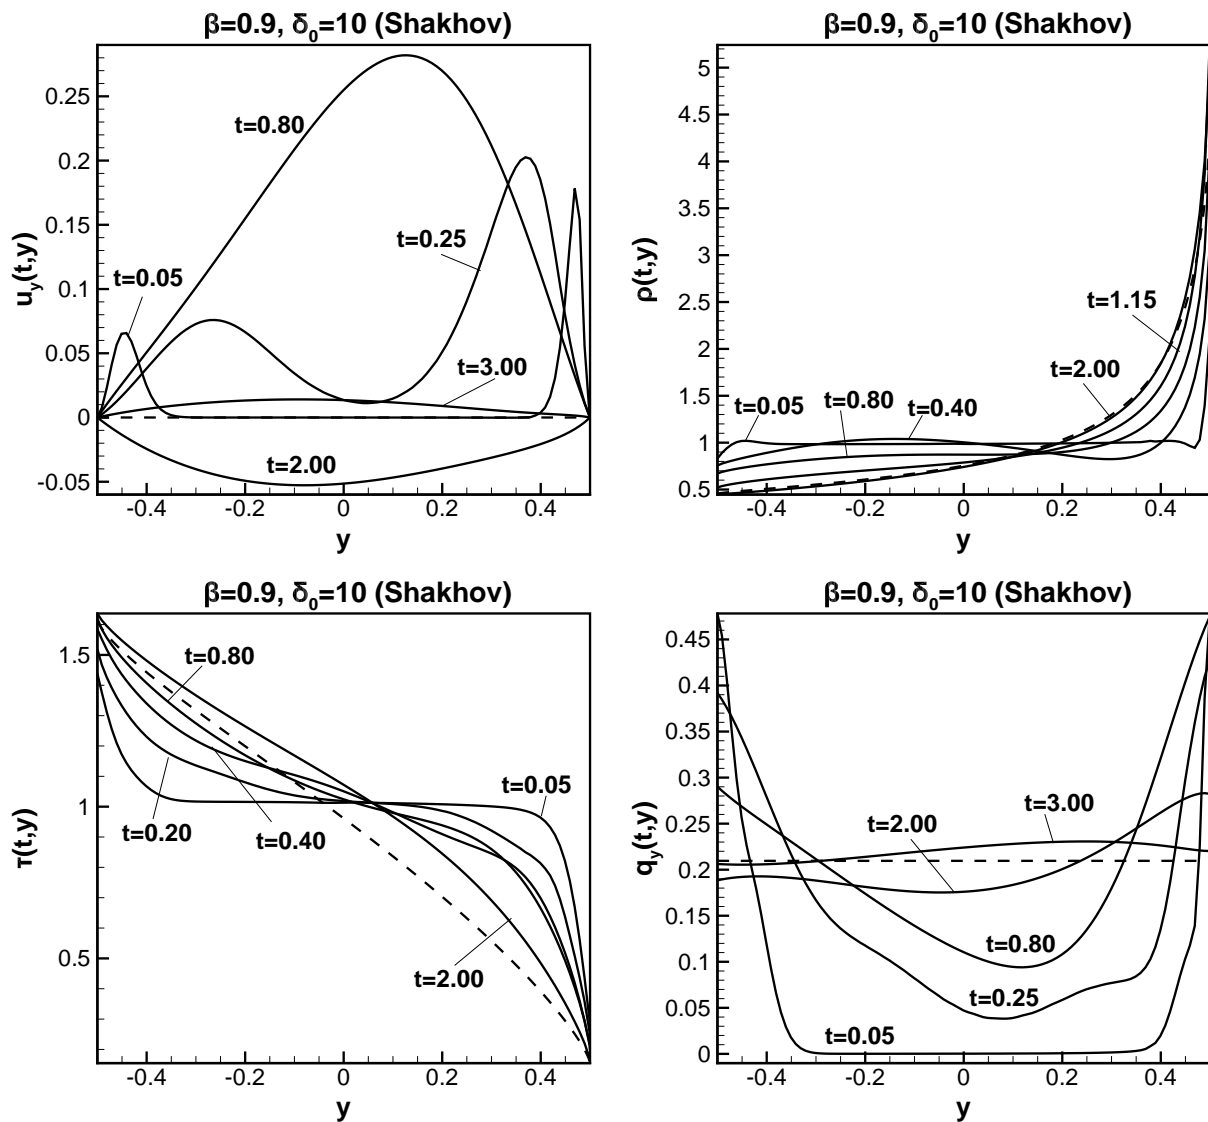 β=0.9, δ₀=10 (Shakhov)
u_y(t,y)
0.25
0.2
0.15
0.1
0.05
0
-0.05
t=0.80
t=0.25
t=0.05
t=3.00
t=2.00
-0.4
-0.2
0
0.2
0.4
y
β=0.9, δ₀=10 (Shakhov)
ρ(t,y)
5
4.5
4
3.5
3
2.5
2
1.5
1
0.5
t=1.15
t=2.00
t=0.05
t=0.80
t=0.40
-0.4
-0.2
0
0.2
0.4
y
β=0.9, δ₀=10 (Shakhov)
τ(t,y)
1.5
1
0.5
t=0.80
t=0.05
t=0.20
t=0.40
t=2.00
-0.4
-0.2
0
0.2
0.4
y
β=0.9, δ₀=10 (Shakhov)
q_y(t,y)
0.45
0.4
0.35
0.3
0.25
0.2
0.15
0.1
0.05
0
t=3.00
t=2.00
t=0.80
t=0.25
t=0.05
-0.4
-0.2
0
0.2
0.4
y